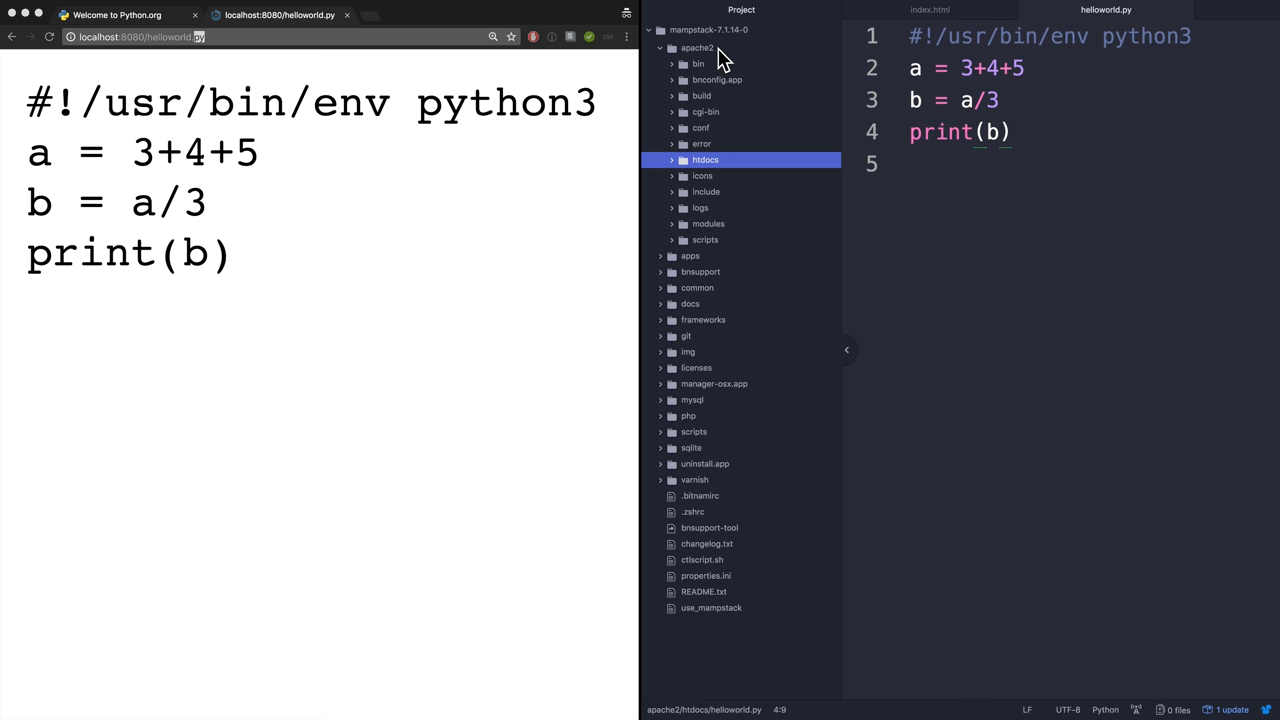 Welcome to Python.org
localhost:8080/helloworld.py
localhost:8080/helloworld.py
#!/usr/bin/env python3
a = 3+4+5
b = a/3
print(b)
Project
mampstack-7.1.14-0
apache2
bin
bnconfig.app
build
cgi-bin
conf
error
htdocs
icons
include
logs
modules
scripts
apps
bnsupport
common
docs
frameworks
git
img
licenses
manager-osx.app
mysql
php
scripts
sqlite
uninstall.app
varnish
.bitnamirc
.zshrc
bnsupport-tool
changelog.txt
ctlscript.sh
properties.ini
README.txt
use_mampstack
index.html
helloworld.py
1 #!/usr/bin/env python3
2 a = 3+4+5
3 b = a/3
4 print(b)
5
apache2/htdocs/helloworld.py 4:9
LF UTF-8 Python 0 files 1 update